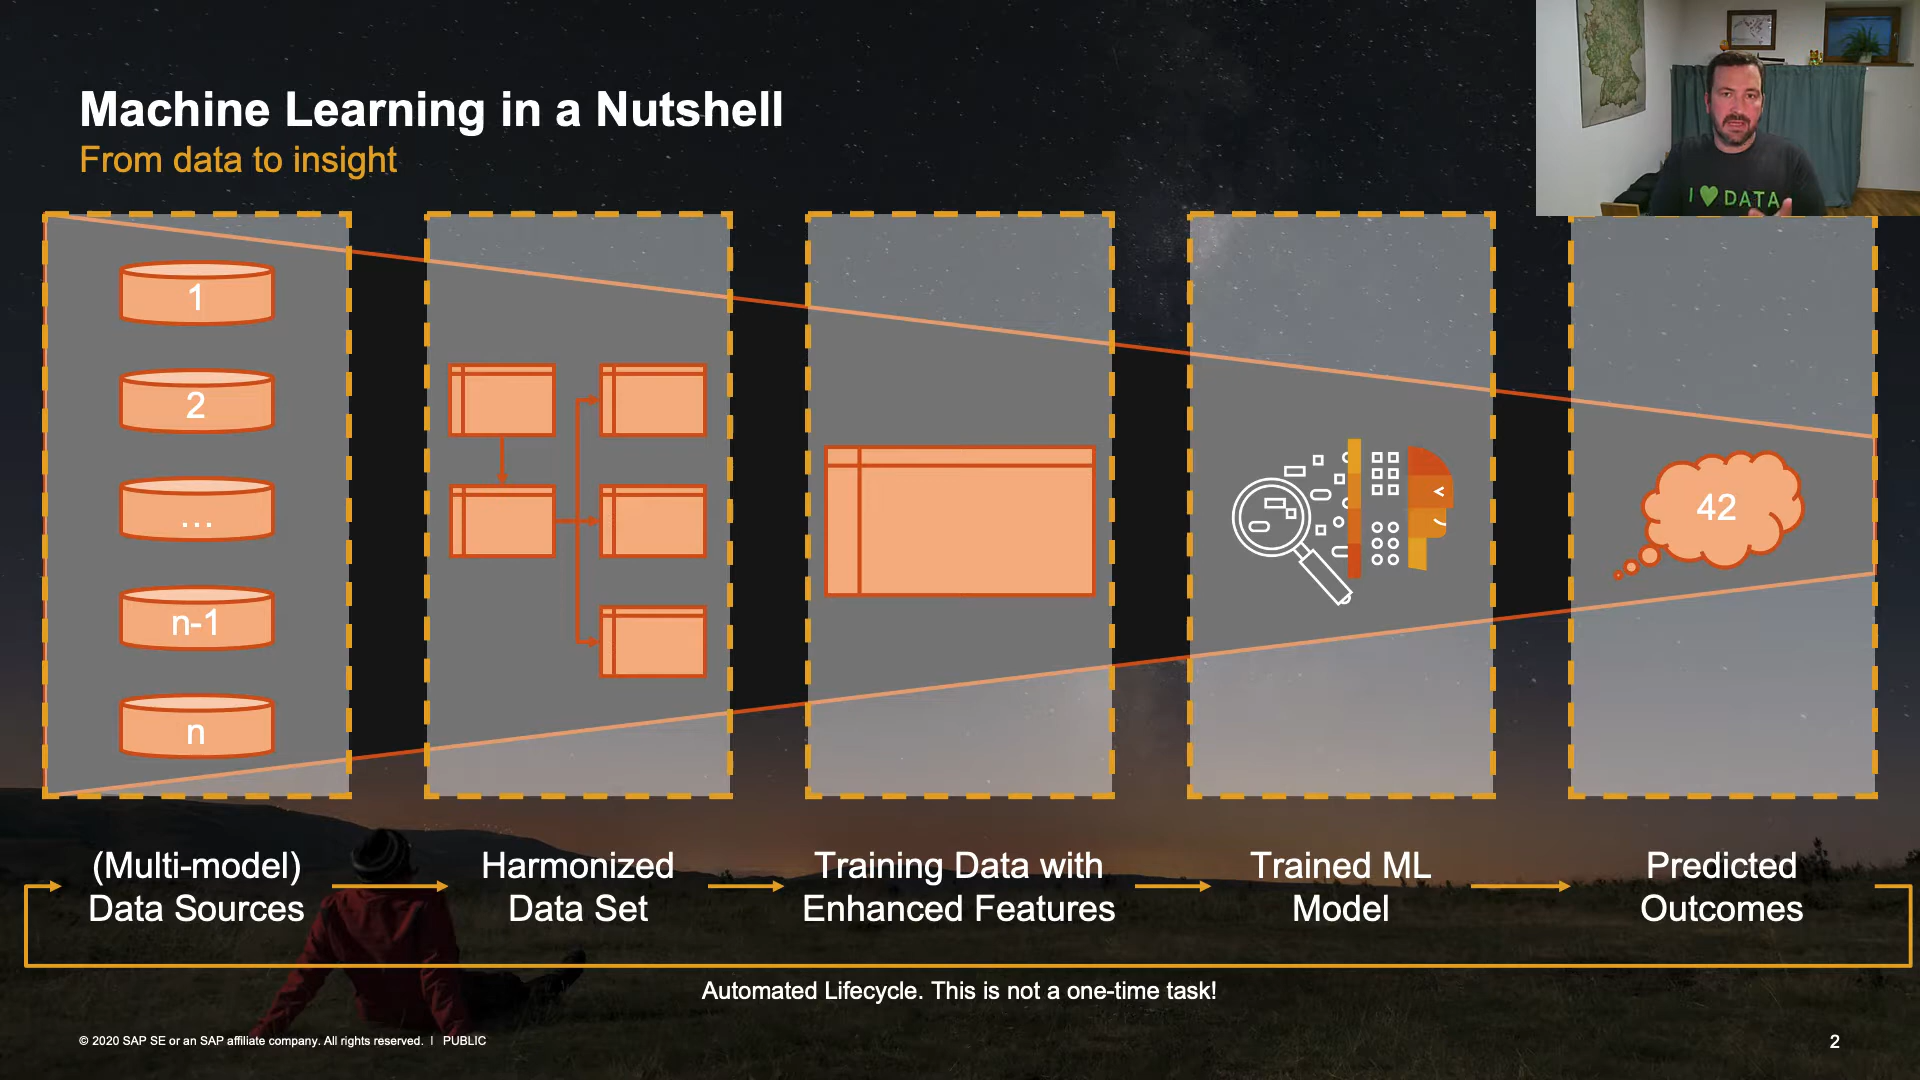 Machine Learning in a Nutshell
From data to insight
I ♥ DATA
1
2
...
n-1
n
42
(Multi-model)
Data Sources
Harmonized
Data Set
Training Data with
Enhanced Features
Trained ML
Model
Predicted
Outcomes
Automated Lifecycle. This is not a one-time task!
© 2020 SAP SE or an SAP affiliate company. All rights reserved. | PUBLIC
2